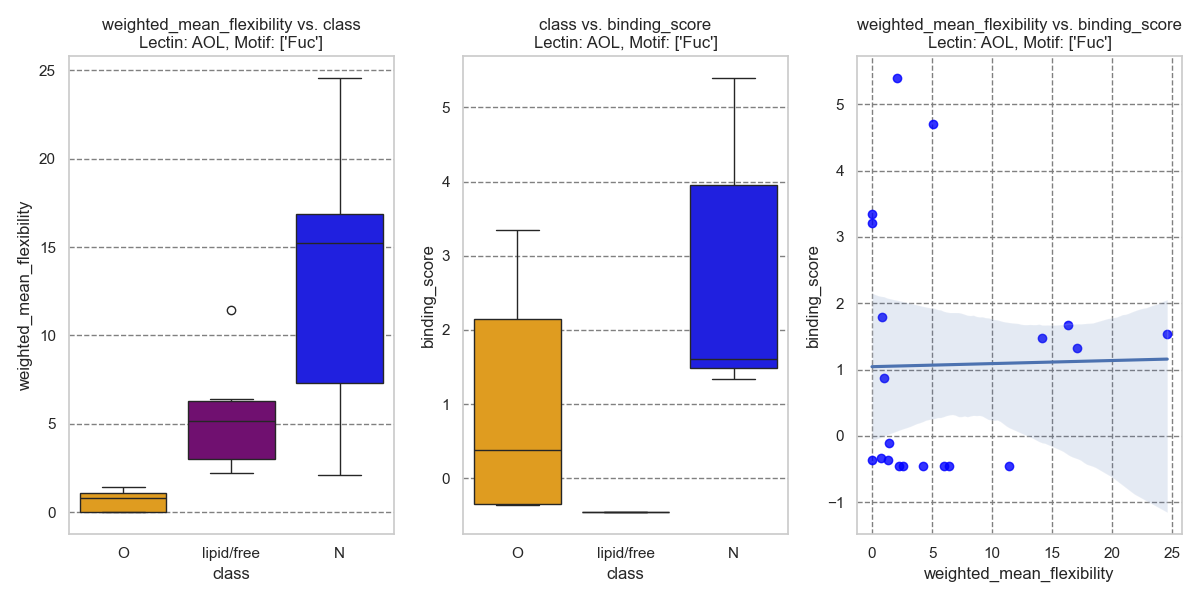 weighted_mean_flexibility vs. class
Lectin: AOL, Motif: ['Fuc']
25
20
15
10
5
0
weighted_mean_flexibility
O
lipid/free
N
class
class vs. binding_score
Lectin: AOL, Motif: ['Fuc']
5
4
3
2
1
0
binding_score
O
lipid/free
N
class
weighted_mean_flexibility vs. binding_score
Lectin: AOL, Motif: ['Fuc']
5
4
3
2
1
0
−1
binding_score
0
5
10
15
20
25
weighted_mean_flexibility